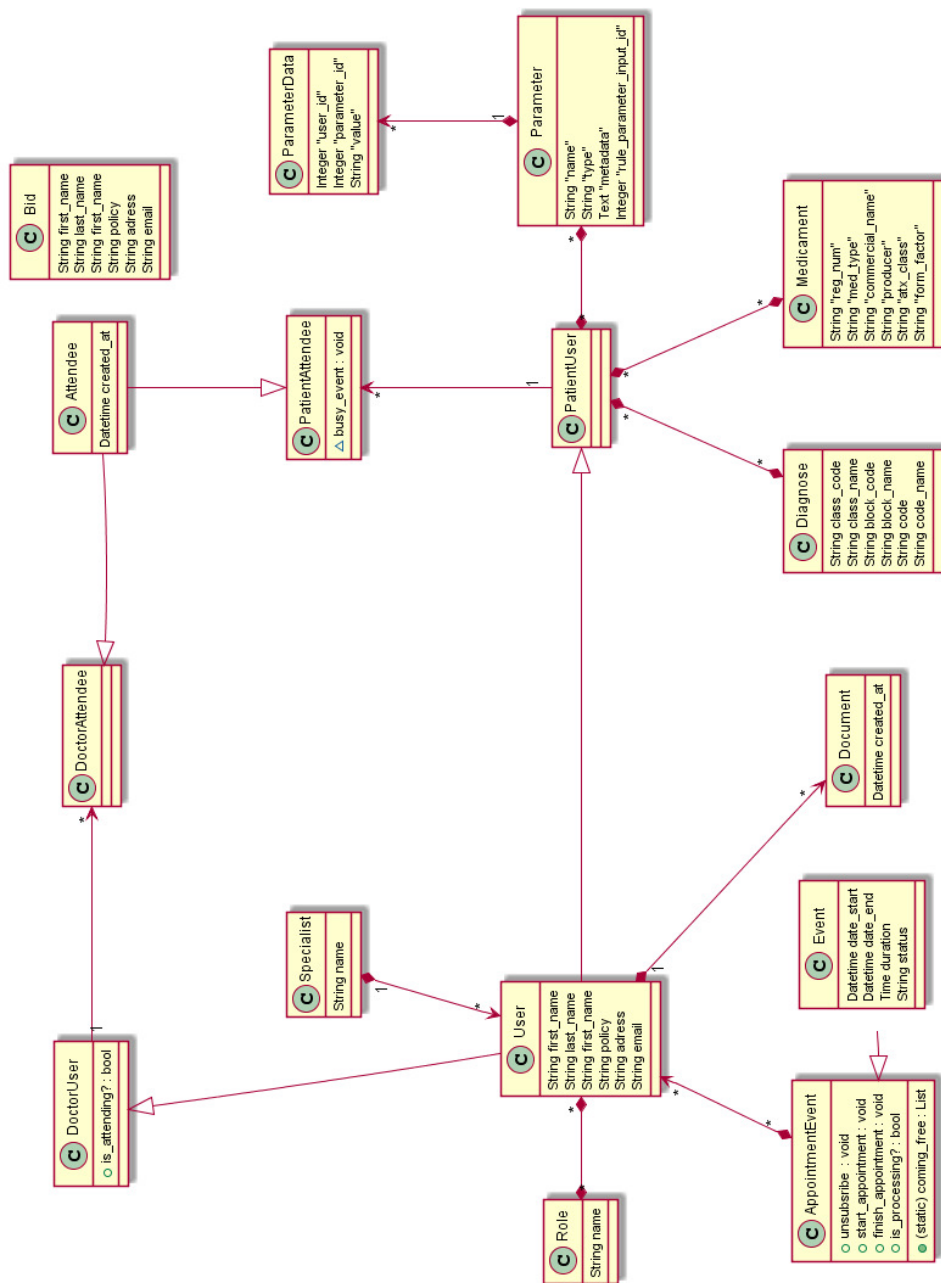 C DoctorUser
is_attending? : bool
1
*
C DoctorAttendee
C Attendee
Datetime created_at
C Bid
String first_name
String last_name
String first_name
String policy
String adress
String email
C Specialist
String name
1
*
C PatientAttendee
busy_event : void
*
1
C ParameterData
Integer "user_id"
Integer "parameter_id"
String "value"
*
1
C Role
String name
*
*
C User
String first_name
String last_name
String first_name
String policy
String adress
String email
C PatientUser
*
*
C Parameter
String "name"
String "type"
Text "metadata"
Integer "rule_parameter_input_id"
*
*
1
*
*
*
*
*
C AppointmentEvent
unsubsribe : void
start_appointment : void
finish_appointment : void
is_processing? : bool
(static) coming_free : List
C Event
Datetime date_start
Datetime date_end
Time duration
String status
C Document
Datetime created_at
C Diagnose
String class_code
String class_name
String block_code
String block_name
String code
String code_name
C Medicament
String "reg_num"
String "med_type"
String "commercial_name"
String "producer"
String "atx_class"
String "form_factor"